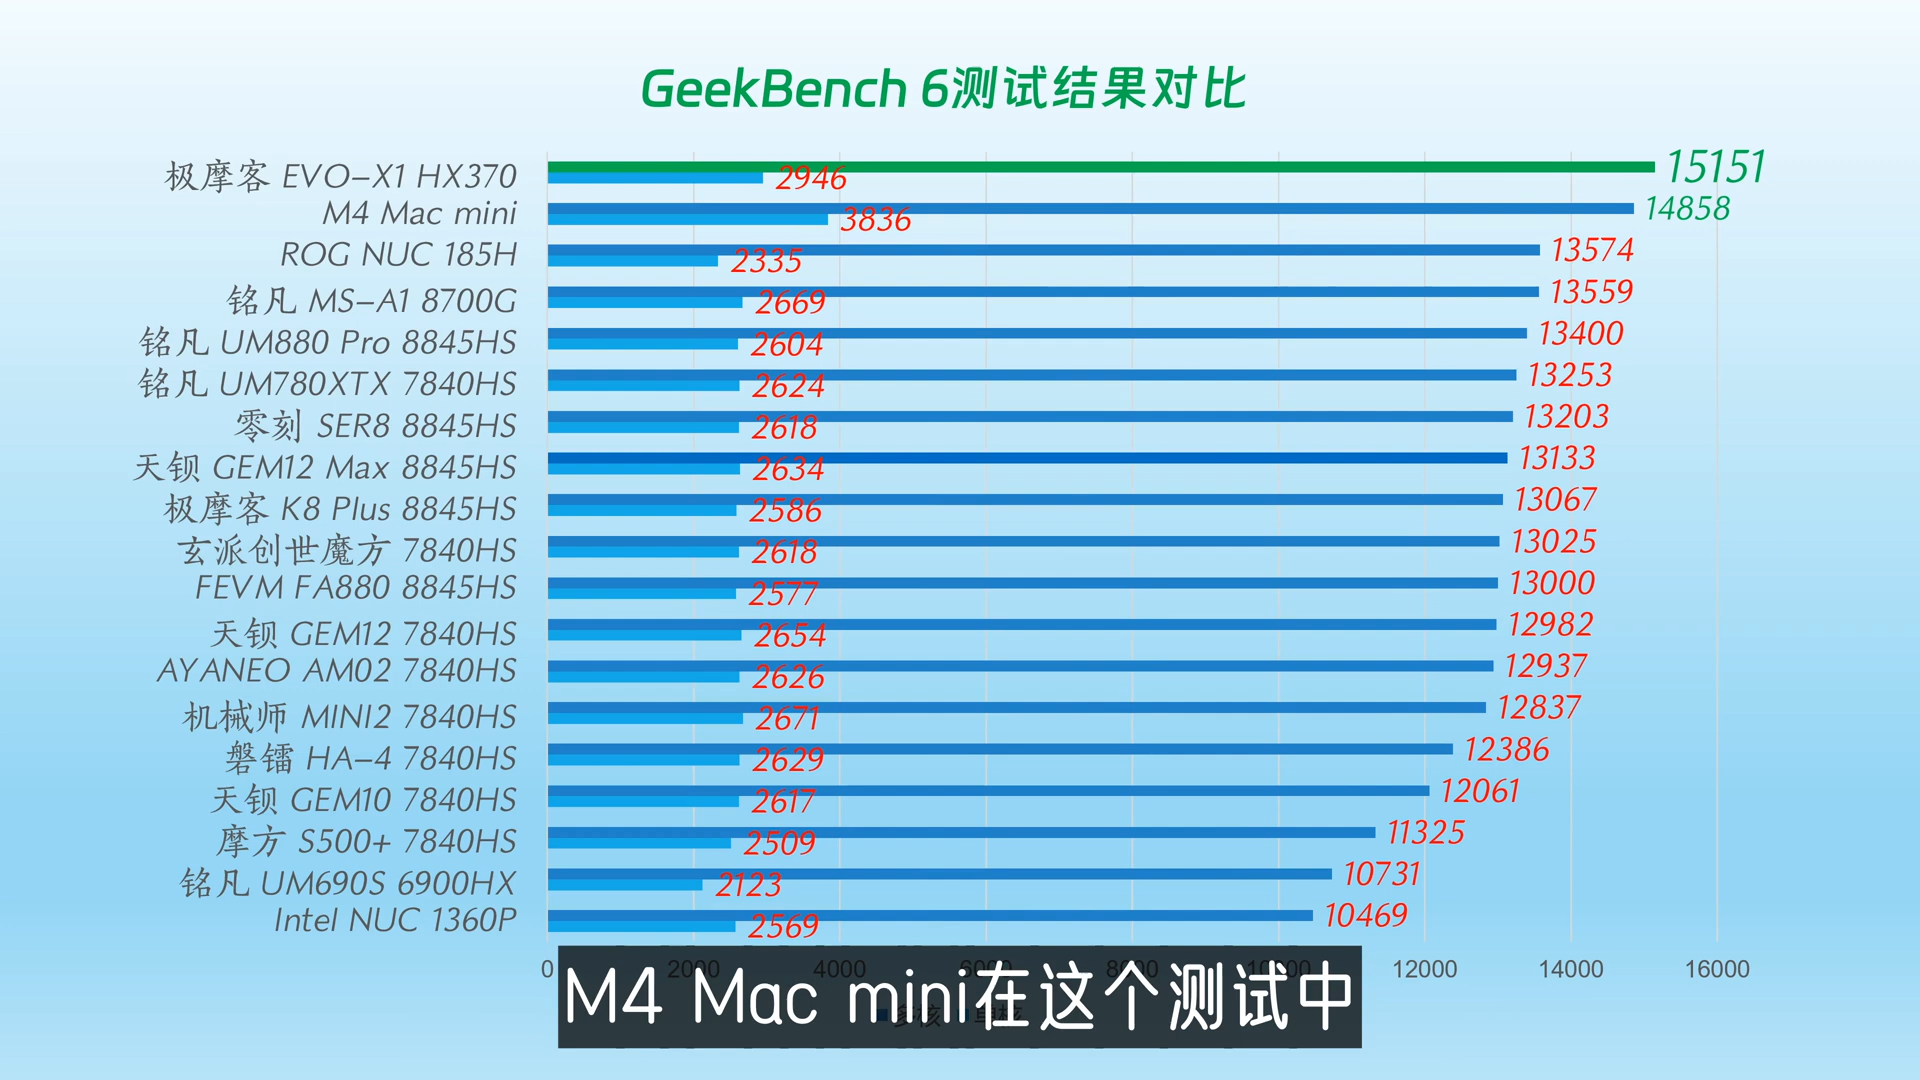 GeekBench 6测试结果对比
极摩客 EVO-X1 HX370 15151
2946
M4 Mac mini 14858
3836
ROG NUC 185H 13574
2335
铭凡 MS-A1 8700G 13559
2669
铭凡 UM880 Pro 8845HS 13400
2604
铭凡 UM780XTX 7840HS 13253
2624
零刻 SER8 8845HS 13203
2618
天钡 GEM12 Max 8845HS 13133
2634
极摩客 K8 Plus 8845HS 13067
2586
玄派创世魔方 7840HS 13025
2618
FEVM FA880 8845HS 13000
2577
天钡 GEM12 7840HS 12982
2654
AYANEO AM02 7840HS 12937
2626
机械师 MINI2 7840HS 12837
2671
磐镭 HA-4 7840HS 12386
2629
天钡 GEM10 7840HS 12061
2617
摩方 S500+ 7840HS 11325
2509
铭凡 UM690S 6900HX 10731
2123
Intel NUC 1360P 10469
2569
0 2000 4000 6000 8000 10000 12000 14000 16000
M4 Mac mini在这个测试中